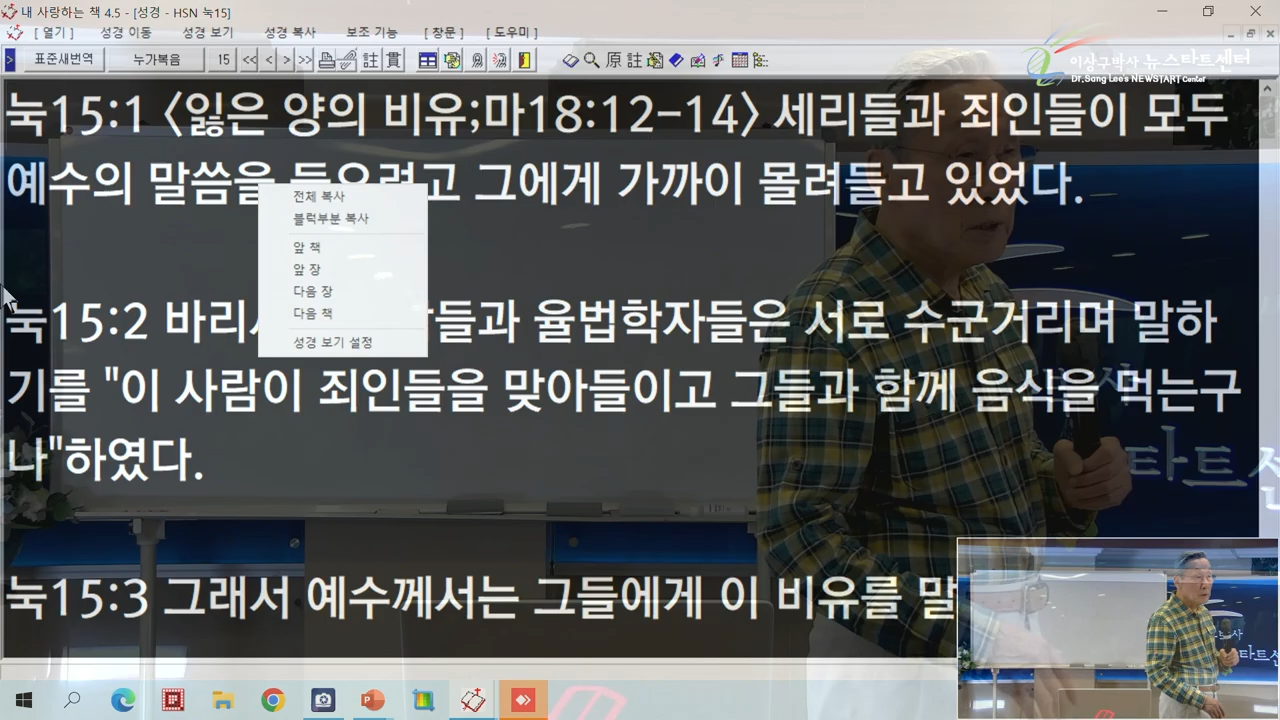 내 사랑하는 책 4.5 - [성경 - HSN 눅15]
[ 열기 ] 성경 이동 성경 보기 성경 복사 보조 기능 [ 창문 ] [ 도우미 ]
> 표준새번역 누가복음 15 << < > >> 註 貫 原 註
이상구박사 뉴스타트센터
Dr. Sang Lee's NEWSTART Center
눅15:1 〈잃은 양의 비유;마18:12-14〉 세리들과 죄인들이 모두
예수의 말씀을 들으려고 그에게 가까이 몰려들고 있었다.
전체 복사
블럭부분 복사
앞 책
앞 장
다음 장
다음 책
성경 보기 설정
눅15:2 율법학자들은 서로 수군거리며 말하
기를 "이 사람이 죄인들을 맞아들이고 그들과 함께 음식을 먹는구
나"하였다.
타트센
눅15:3 그래서 예수께서는 그들에게 이 비유를 말